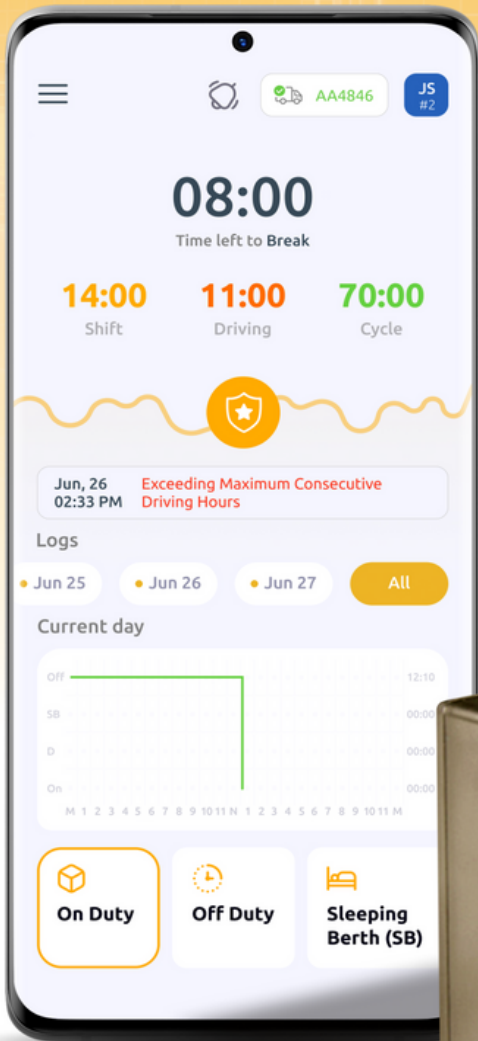 AA4846
JS
#2
08:00
Time left to Break
14:00 11:00 70:00
Shift Driving Cycle
Jun, 26 Exceeding Maximum Consecutive
02:33 PM Driving Hours
Logs
Jun 25 Jun 26 Jun 27 All
Current day
Off 12:10
SB 00:00
D 00:00
On 00:00
M 1 2 3 4 5 6 7 8 9 10 11 N 1 2 3 4 5 6 7 8 9 10 11 M
On Duty Off Duty Sleeping
Berth (SB)